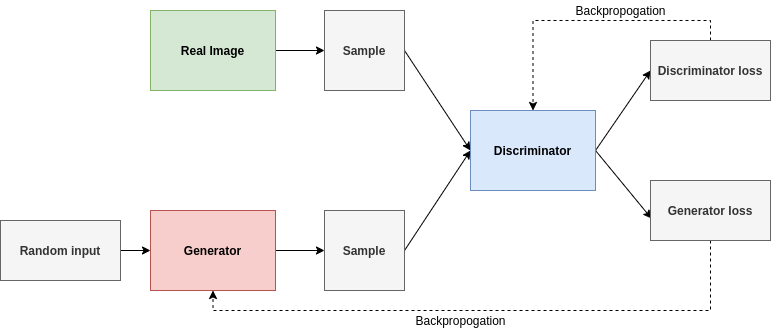 Backpropogation
Real Image
Sample
Discriminator loss
Discriminator
Random input
Generator
Sample
Generator loss
Backpropogation